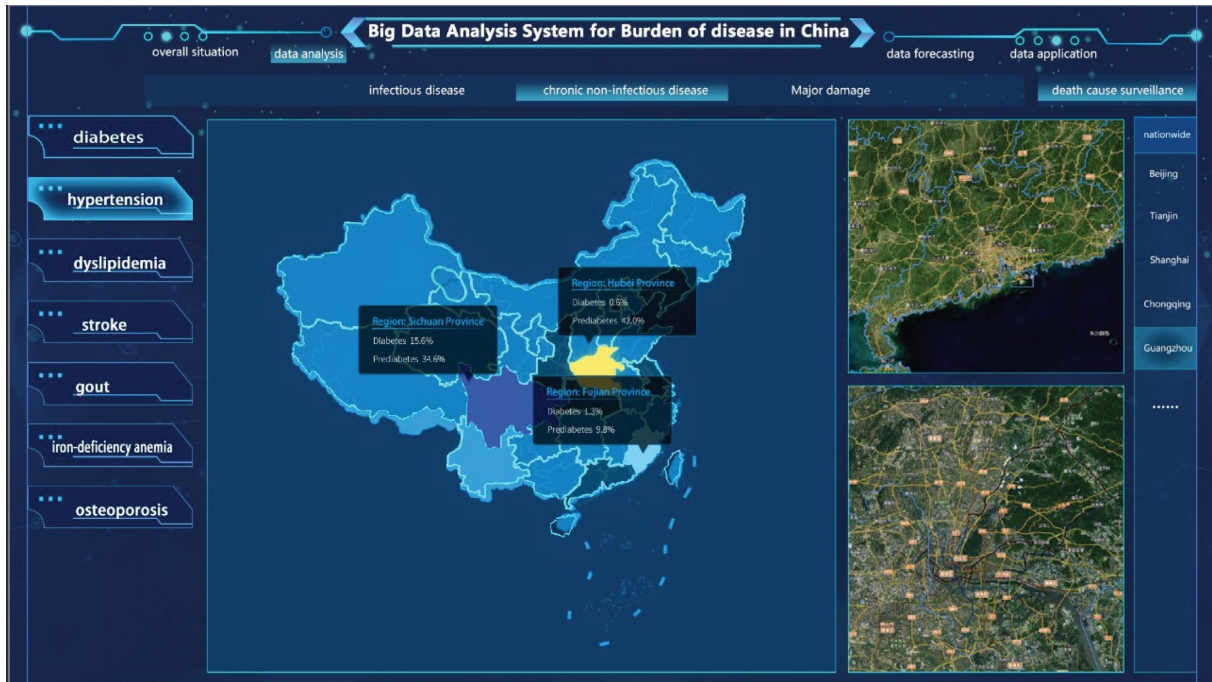 Big Data Analysis System for Burden of disease in China
overall situation
data analysis
data forecasting
data application
infectious disease
chronic non-infectious disease
Major damage
death cause surveillance
diabetes
hypertension
dyslipidemia
stroke
gout
iron-deficiency anemia
osteoporosis
Region: Hubei Province
Diabetes 0.6%
Prediabetes 42.0%
Region: Sichuan Province
Diabetes 15.6%
Prediabetes 34.6%
Region: Fujian Province
Diabetes 1.3%
Prediabetes 9.8%
nationwide
Beijing
Tianjin
Shanghai
Chongqing
Guangzhou
......